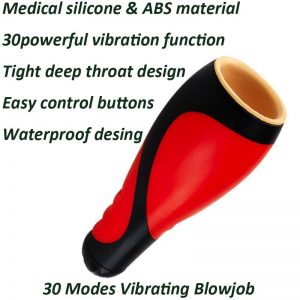 Medical silicone & ABS material
30powerful vibration function
Tight deep throat design
Easy control buttons
Waterproof desing
30 Modes Vibrating Blowjob